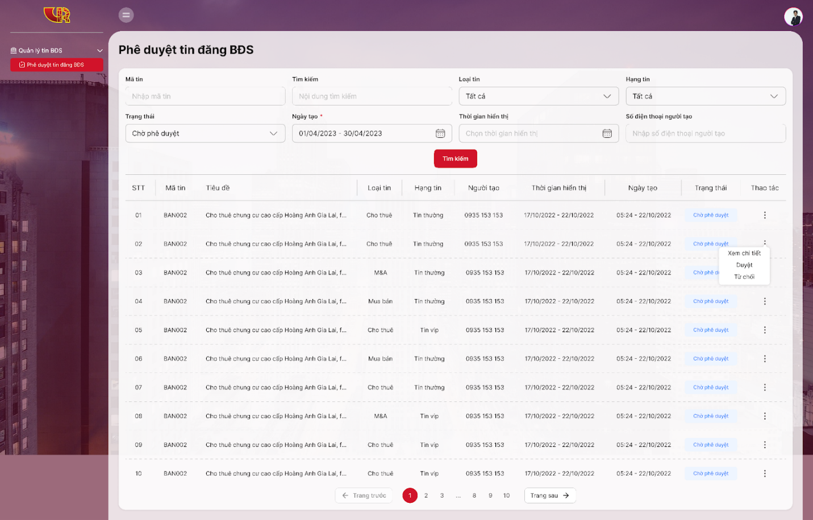 Phê duyệt tin đăng BĐS
Quản lý tin BĐS
Phê duyệt tin đăng BĐS
Mã tin
Tìm kiếm
Loại tin
Hạng tin
Nhập mã tin
Nội dung tìm kiếm
Tất cả
Tất cả
Trạng thái
Ngày tạo *
Thời gian hiển thị
Số điện thoại người tạo
Chờ phê duyệt
01/04/2023 - 30/04/2023
Chọn thời gian hiển thị
Nhập số điện thoại người tạo
Tìm kiếm
STT Mã tin Tiêu đề Loại tin Hạng tin Người tạo Thời gian hiển thị Ngày tạo Trạng thái Thao tác
01 BAN002 Cho thuê chung cư cao cấp Hoàng Anh Gia Lai, f... Cho thuê Tin thường 0935 153 153 17/10/2022 - 22/10/2022 05:24 - 22/10/2022 Chờ phê duyệt
02 BAN002 Cho thuê chung cư cao cấp Hoàng Anh Gia Lai, f... Cho thuê Tin thường 0935 153 153 17/10/2022 - 22/10/2022 05:24 - 22/10/2022 Chờ phê duyệt
Xem chi tiết
Duyệt
Từ chối
03 BAN002 Cho thuê chung cư cao cấp Hoàng Anh Gia Lai, f... M&A Tin thường 0935 153 153 17/10/2022 - 22/10/2022 05:24 - 22/10/2022 Chờ phê d
04 BAN002 Cho thuê chung cư cao cấp Hoàng Anh Gia Lai, f... Mua bán Tin thường 0935 153 153 17/10/2022 - 22/10/2022 05:24 - 22/10/2022 Chờ phê duyệt
05 BAN002 Cho thuê chung cư cao cấp Hoàng Anh Gia Lai, f... Cho thuê Tin vip 0935 153 153 17/10/2022 - 22/10/2022 05:24 - 22/10/2022 Chờ phê duyệt
06 BAN002 Cho thuê chung cư cao cấp Hoàng Anh Gia Lai, f... Mua bán Tin thường 0935 153 153 17/10/2022 - 22/10/2022 05:24 - 22/10/2022 Chờ phê duyệt
07 BAN002 Cho thuê chung cư cao cấp Hoàng Anh Gia Lai, f... Cho thuê Tin thường 0935 153 153 17/10/2022 - 22/10/2022 05:24 - 22/10/2022 Chờ phê duyệt
08 BAN002 Cho thuê chung cư cao cấp Hoàng Anh Gia Lai, f... M&A Tin vip 0935 153 153 17/10/2022 - 22/10/2022 05:24 - 22/10/2022 Chờ phê duyệt
09 BAN002 Cho thuê chung cư cao cấp Hoàng Anh Gia Lai, f... Cho thuê Tin vip 0935 153 153 17/10/2022 - 22/10/2022 05:24 - 22/10/2022 Chờ phê duyệt
10 BAN002 Cho thuê chung cư cao cấp Hoàng Anh Gia Lai, f... Cho thuê Tin vip 0935 153 153 17/10/2022 - 22/10/2022 05:24 - 22/10/2022 Chờ phê duyệt
Trang trước 1 2 3 ... 8 9 10 Trang sau